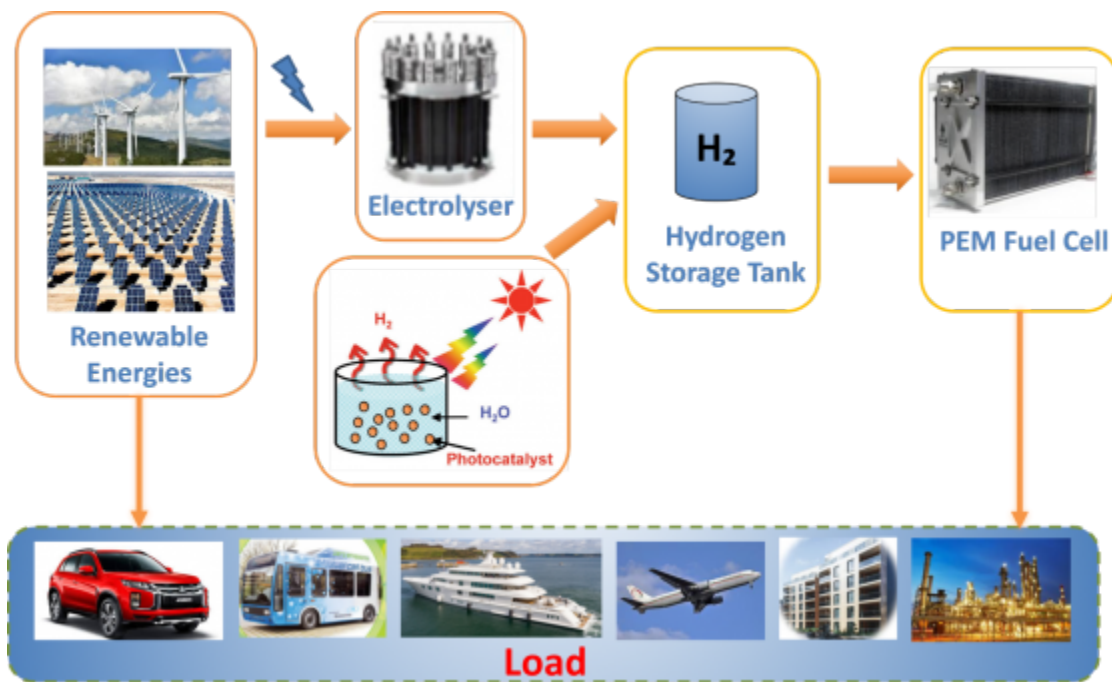 Renewable
Energies
Electrolyser
H₂
H₂O
Photocatalyst
H₂
Hydrogen
Storage Tank
PEM Fuel Cell
Load